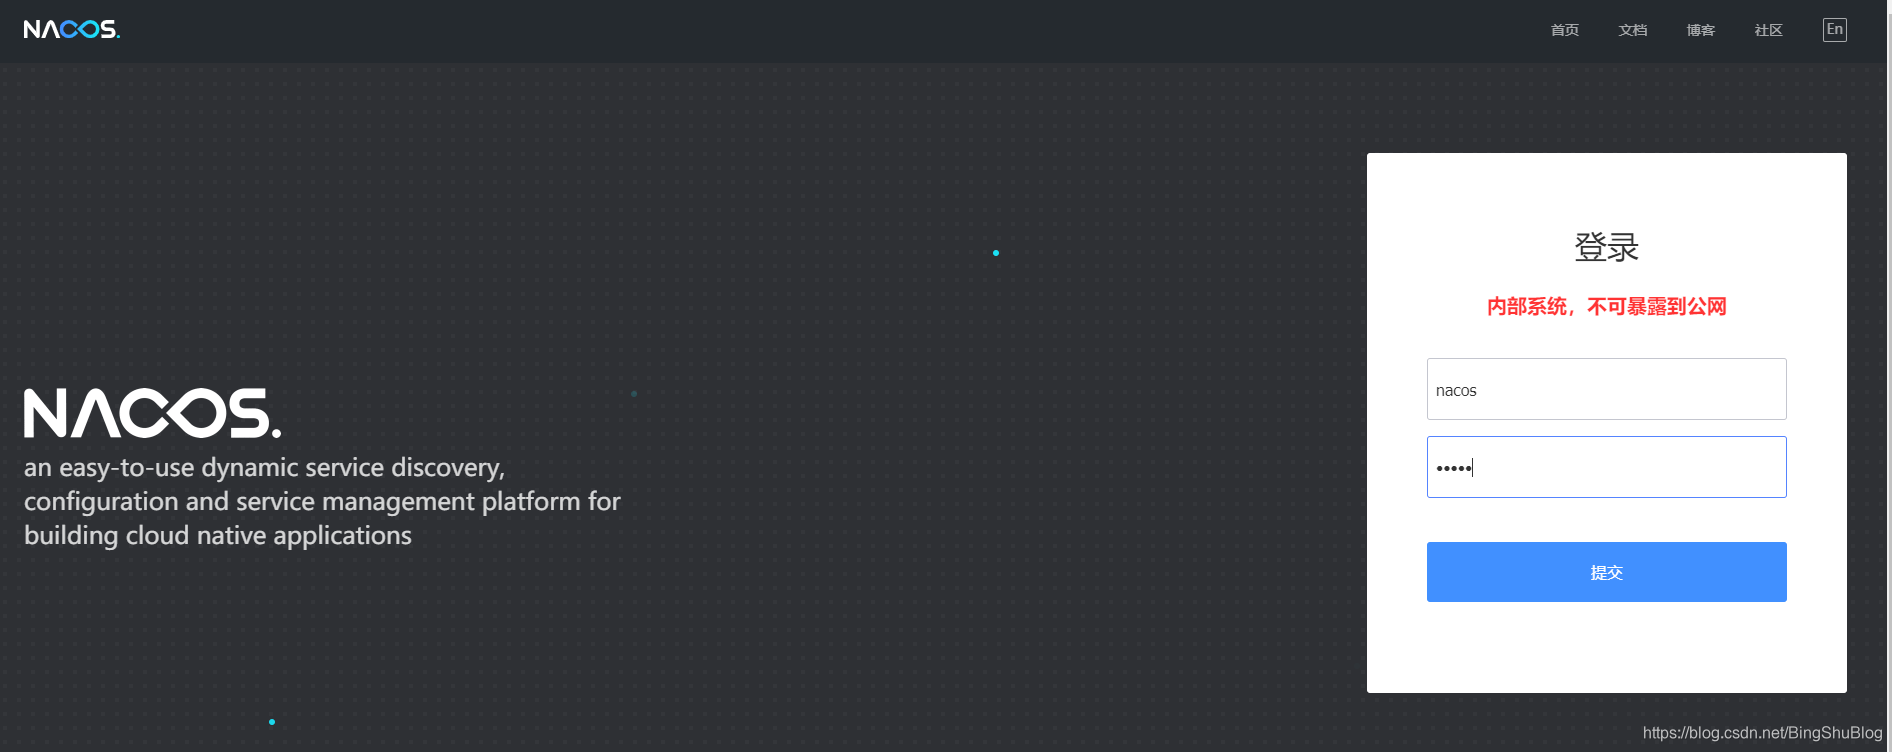 NACOS.
首页 文档 博客 社区 En
登录
内部系统，不可暴露到公网
nacos
•••••
提交
NACOS.
an easy-to-use dynamic service discovery,
configuration and service management platform for
building cloud native applications
https://blog.csdn.net/BingShuBlog